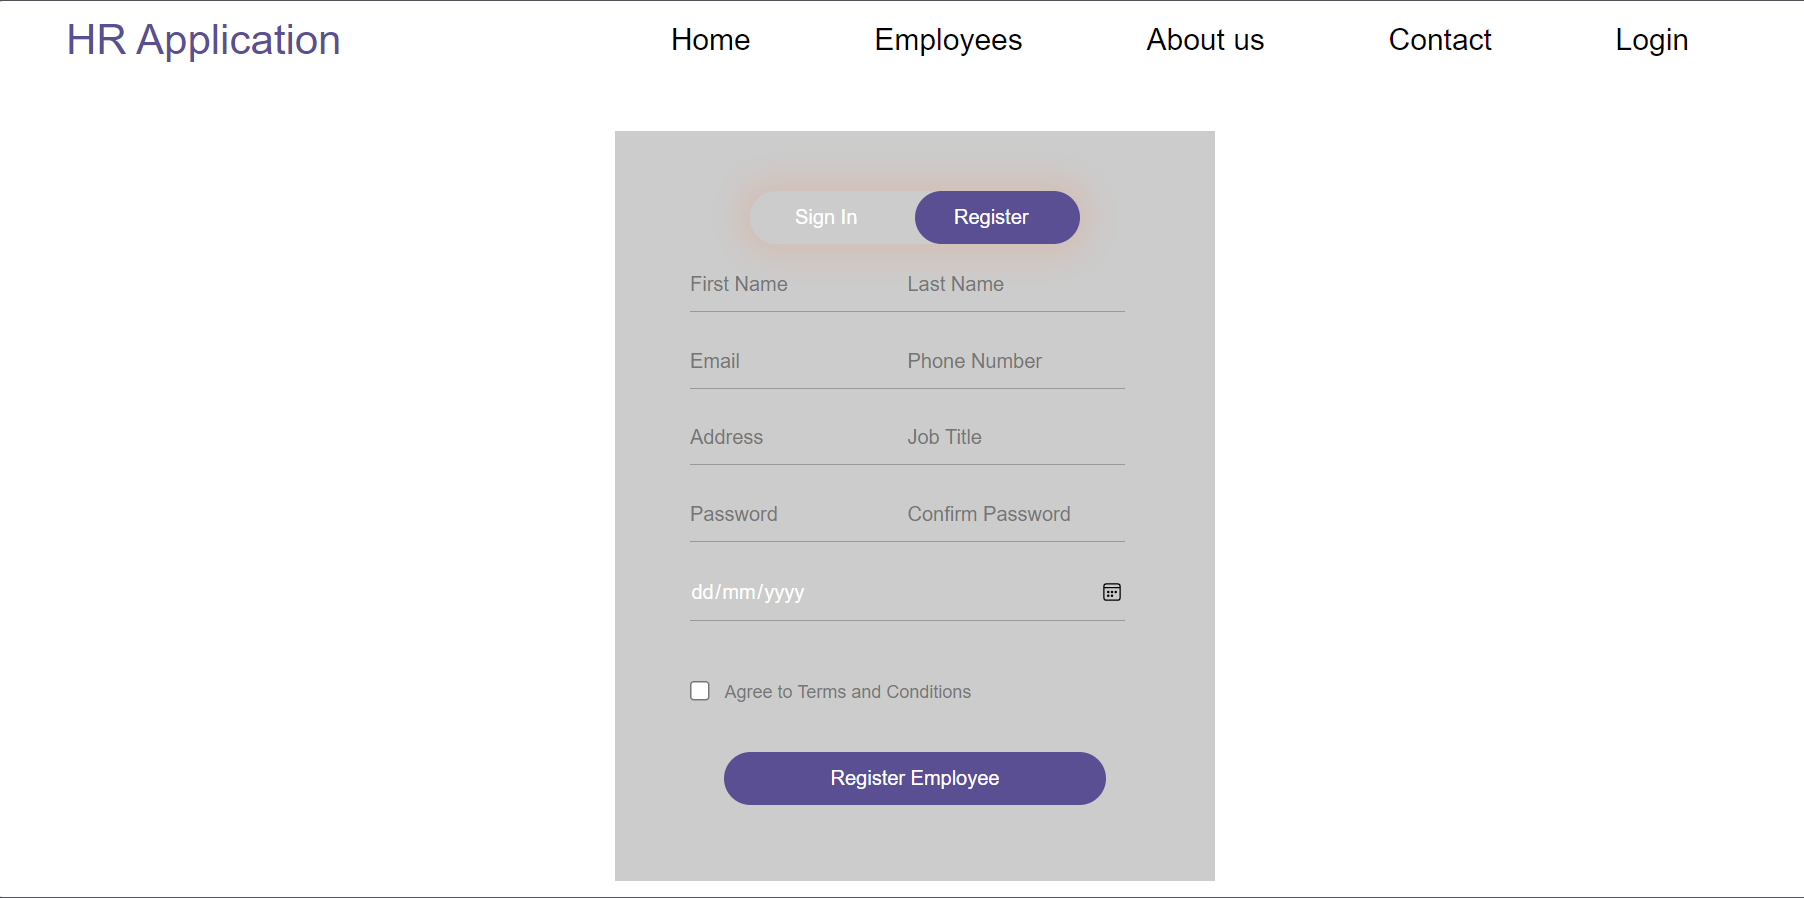 HR Application Home Employees About us Contact Login
Sign In Register
First Name Last Name
Email Phone Number
Address Job Title
Password Confirm Password
dd/mm/yyyy
Agree to Terms and Conditions
Register Employee